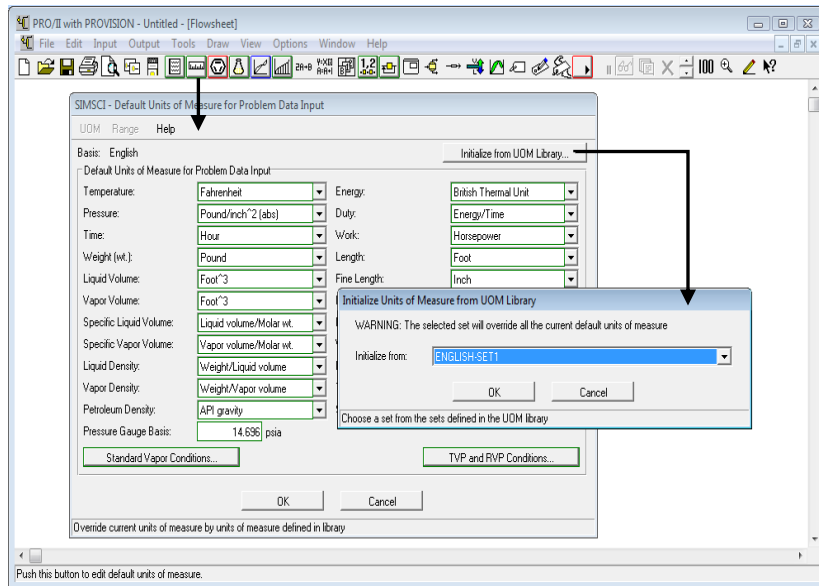 PRO/II with PROVISION - Untitled - [Flowsheet]
File Edit Input Output Tools Draw View Options Window Help
100
SIMSCI - Default Units of Measure for Problem Data Input
UOM Range Help
Basis: English
Initialize from UOM Library...
Default Units of Measure for Problem Data Input
Temperature: Fahrenheit Energy: British Thermal Unit
Pressure: Pound/inch^2 (abs) Duty: Energy/Time
Time: Hour Work: Horsepower
Weight (wt.): Pound Length: Foot
Liquid Volume: Foot^3 Fine Length: Inch
Vapor Volume: Foot^3
Specific Liquid Volume: Liquid volume/Molar wt.
Specific Vapor Volume: Vapor volume/Molar wt.
Liquid Density: Weight/Liquid volume
Vapor Density: Weight/Vapor volume
Petroleum Density: API gravity
Pressure Gauge Basis: 14.696 psia
Standard Vapor Conditions...
TVP and RVP Conditions...
OK Cancel
Override current units of measure by units of measure defined in library
Initialize Units of Measure from UOM Library
WARNING: The selected set will override all the current default units of measure
Initialize from: ENGLISH-SET1
OK Cancel
Choose a set from the sets defined in the UOM library
Push this button to edit default units of measure.